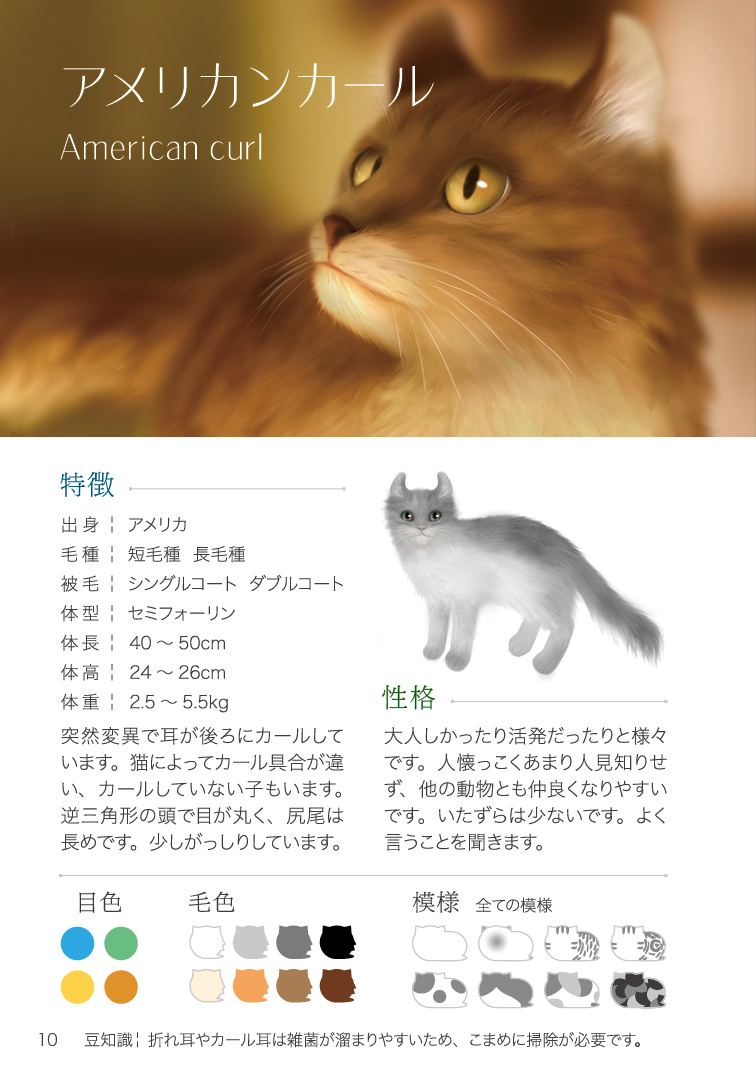 アメリカンカール
American curl
特徴
出身 ¦ アメリカ
毛種 ¦ 短毛種 長毛種
被毛 ¦ シングルコート ダブルコート
体型 ¦ セミフォーリン
体長 ¦ 40 〜 50cm
体高 ¦ 24 〜 26cm
体重 ¦ 2.5 〜 5.5kg
突然変異で耳が後ろにカールして
います。猫によってカール具合が違
い、カールしていない子もいます。
逆三角形の頭で目が丸く、尻尾は
長めです。少しがっしりしています。
性格
大人しかったり活発だったりと様々
です。人懐っこくあまり人見知りせ
ず、他の動物とも仲良くなりやすい
です。いたずらは少ないです。よく
言うことを聞きます。
目色
毛色
模様 全ての模様
10 豆知識¦ 折れ耳やカール耳は雑菌が溜まりやすいため、こまめに掃除が必要です。